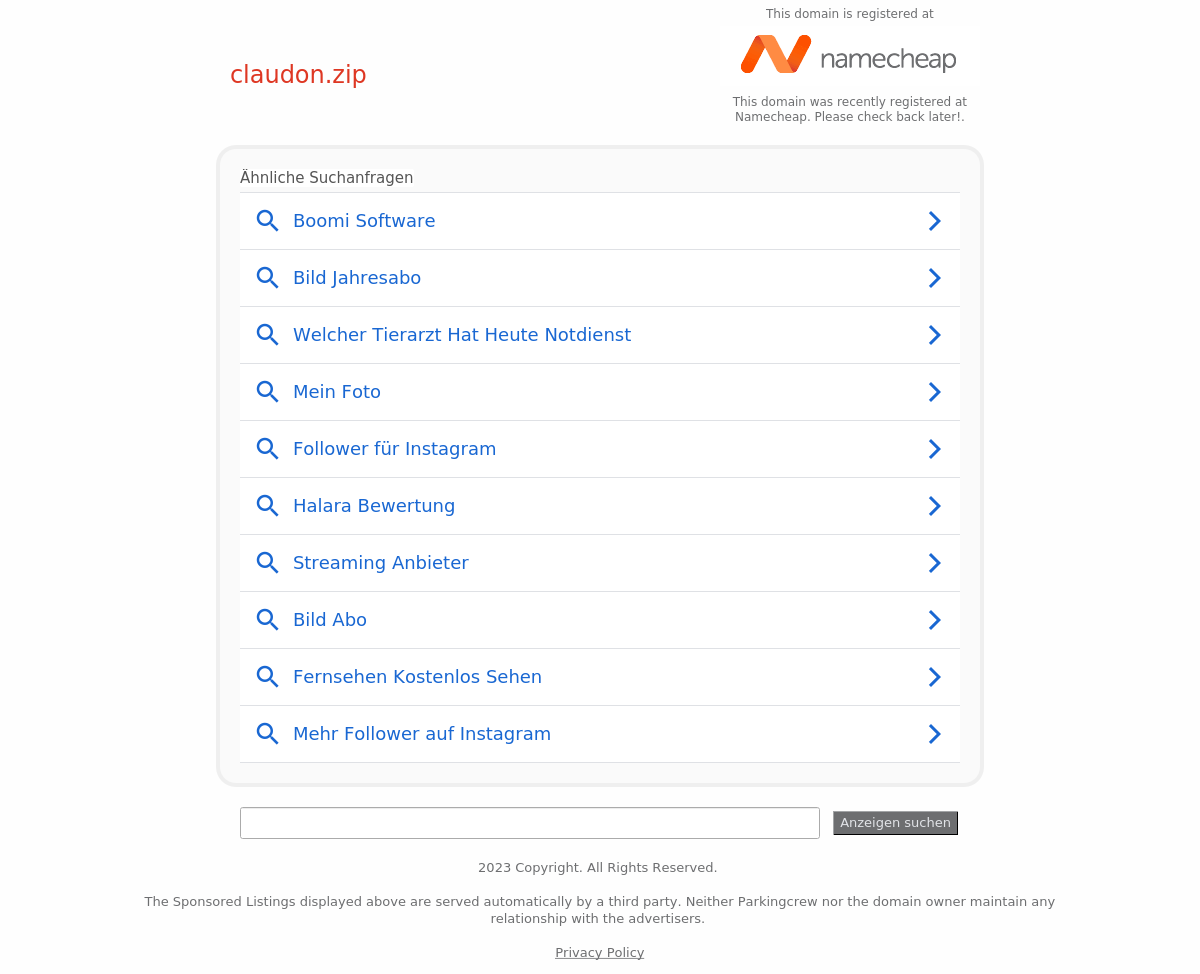 This domain is registered at
namecheap
claudon.zip
This domain was recently registered at
Namecheap. Please check back later!.
Ähnliche Suchanfragen
Boomi Software
Bild Jahresabo
Welcher Tierarzt Hat Heute Notdienst
Mein Foto
Follower für Instagram
Halara Bewertung
Streaming Anbieter
Bild Abo
Fernsehen Kostenlos Sehen
Mehr Follower auf Instagram
Anzeigen suchen
2023 Copyright. All Rights Reserved.
The Sponsored Listings displayed above are served automatically by a third party. Neither Parkingcrew nor the domain owner maintain any
relationship with the advertisers.
Privacy Policy